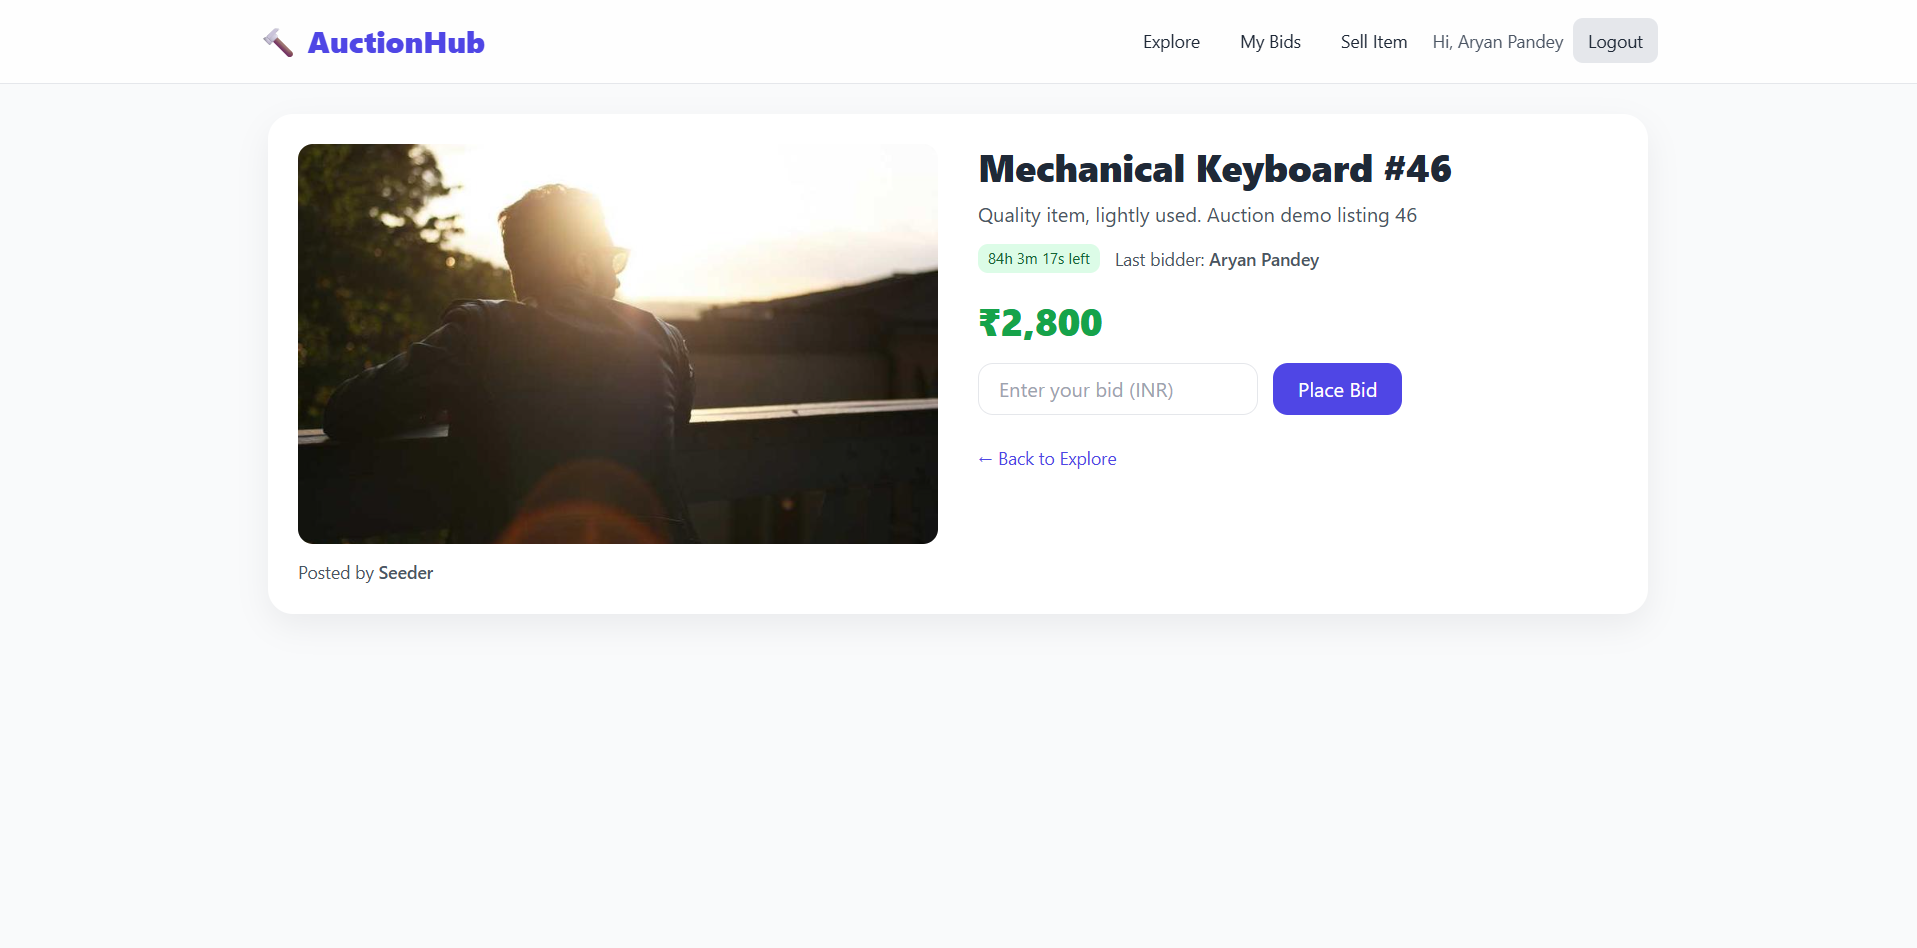 AuctionHub
Explore My Bids Sell Item Hi, Aryan Pandey Logout
Mechanical Keyboard #46
Quality item, lightly used. Auction demo listing 46
84h 3m 17s left Last bidder: Aryan Pandey
₹2,800
Enter your bid (INR) Place Bid
← Back to Explore
Posted by Seeder